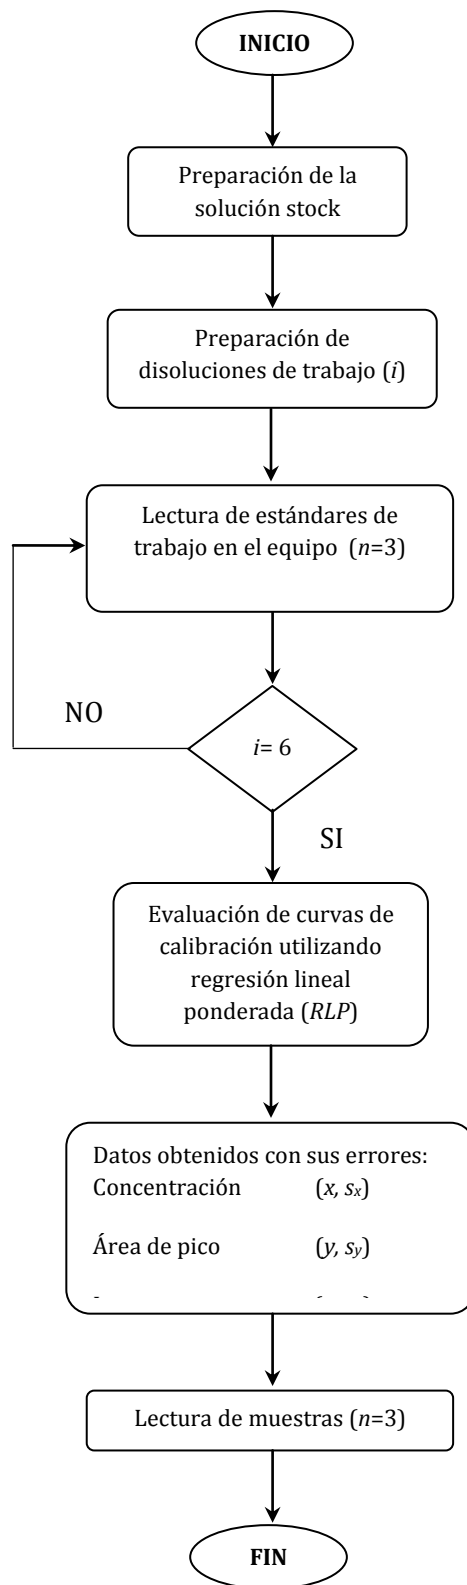 INICIO
Preparación de la
solución stock
Preparación de
disoluciones de trabajo (i)
Lectura de estándares de
trabajo en el equipo (n=3)
NO
i= 6
SI
Evaluación de curvas de
calibración utilizando
regresión lineal
ponderada (RLP)
Datos obtenidos con sus errores:
Concentración (x, sx)
Área de pico (y, sy)
Lectura de muestras (n=3)
FIN